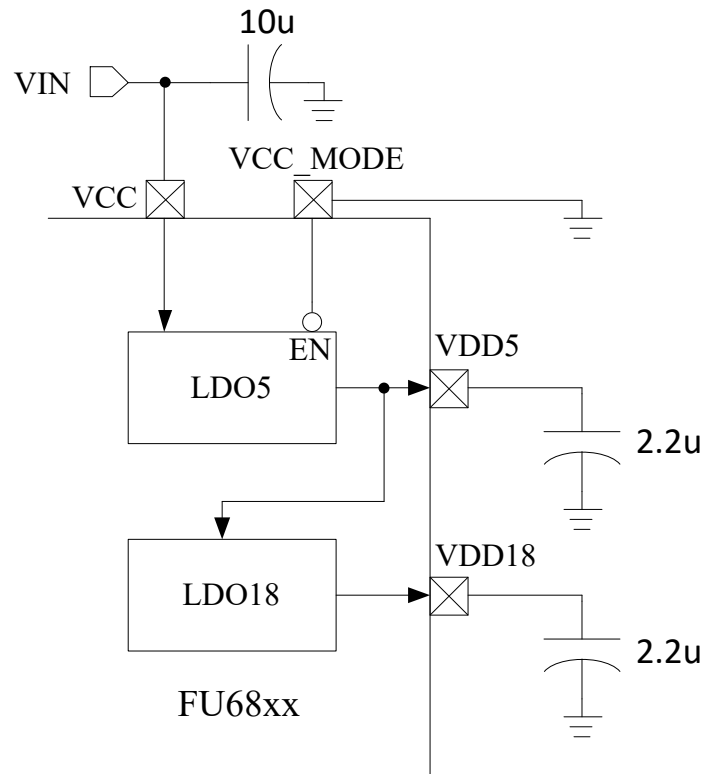 10u
VIN
VCC_MODE
VCC
EN
VDD5
LDO5
2.2u
VDD18
LDO18
2.2u
FU68xx